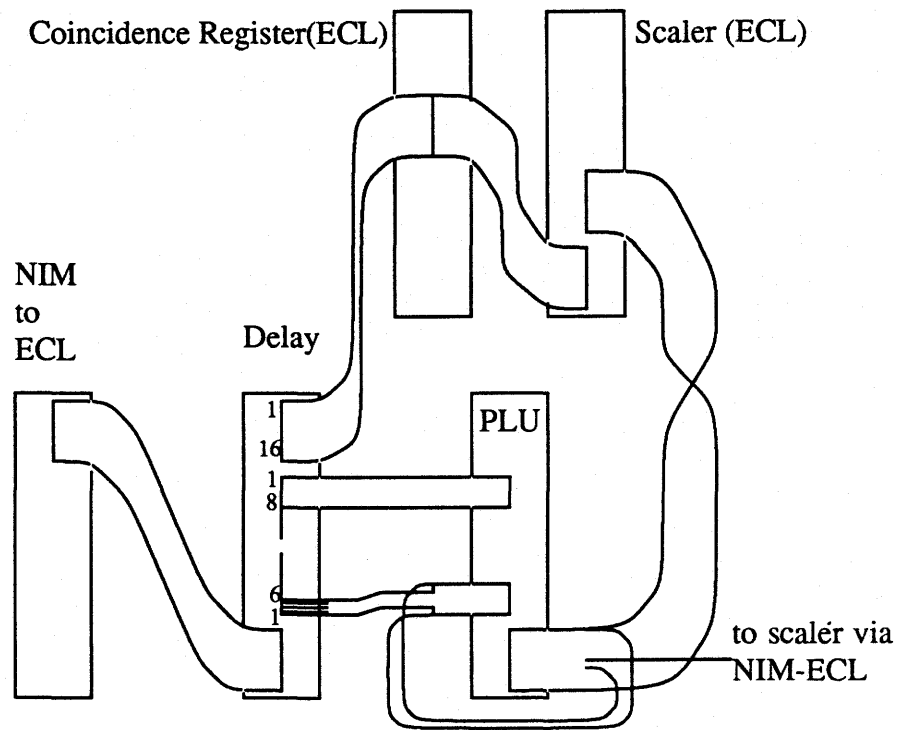 Coincidence Register(ECL)
Scaler (ECL)
NIM
to
ECL
Delay
1
16
1
8
6
1
PLU
to scaler via
NIM-ECL